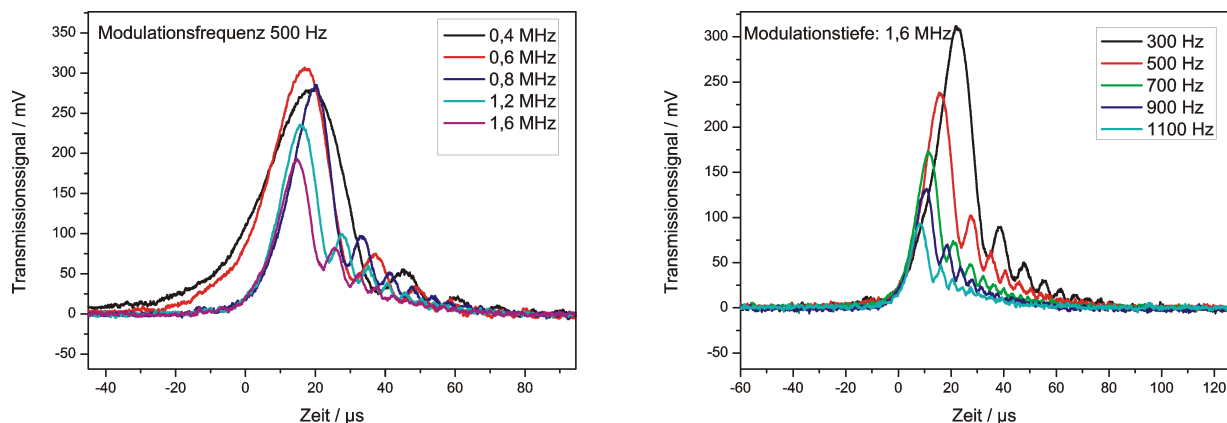 Modulationsfrequenz 500 Hz
0,4 MHz
0,6 MHz
0,8 MHz
1,2 MHz
1,6 MHz
350
300
250
200
150
100
50
0
-50
Transmissionssignal / mV
-40 -20 0 20 40 60 80
Zeit / µs
Modulationstiefe: 1,6 MHz
300 Hz
500 Hz
700 Hz
900 Hz
1100 Hz
300
250
200
150
100
50
0
-50
Transmissionssignal / mV
-60 -40 -20 0 20 40 60 80 100 120
Zeit / µs